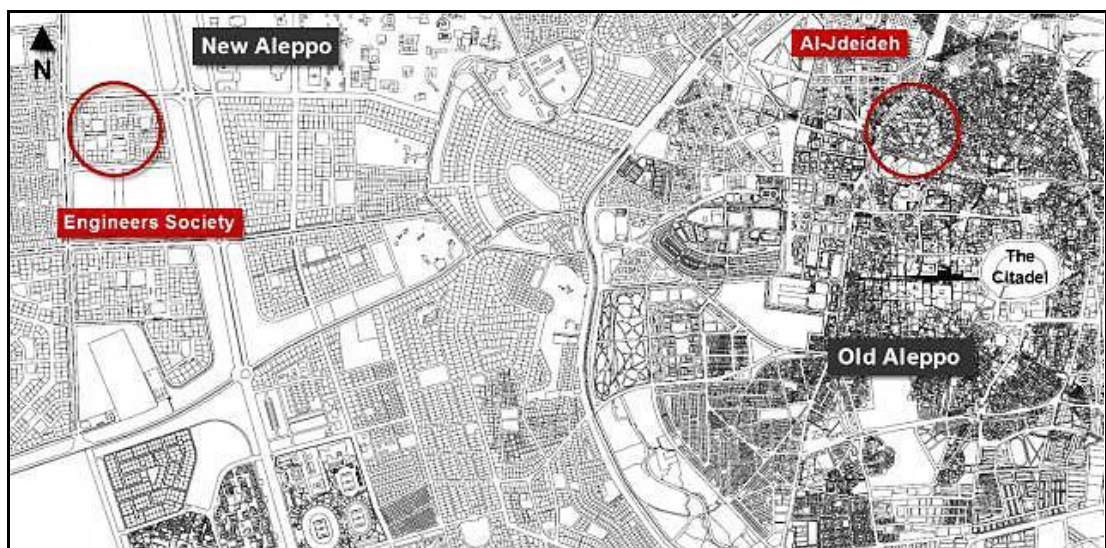 New Aleppo
Al-Jdeideh
N
Engineers Society
The
Citadel
Old Aleppo